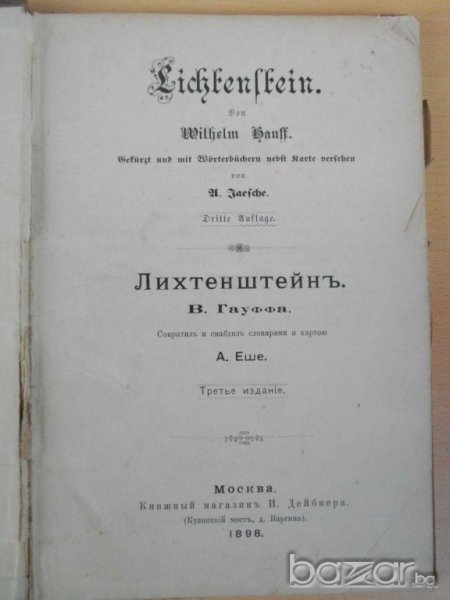 Lichtenstein.
Von
Wilhelm Hauff.
Gekürzt und mit Wörterbüchern nebst Karte versehen
von
A. Jaesche.
Dritte Auflage.
Лихтенштейнъ.
В. Гауффа.
Сократилъ и снабдилъ словарями и картою
А. Еше.
Третье изданіе.
Москва.
Книжный магазинъ И. Дейбнера.
(Кузнецкій мостъ, д. Варгина).
1898.
bazar.bg